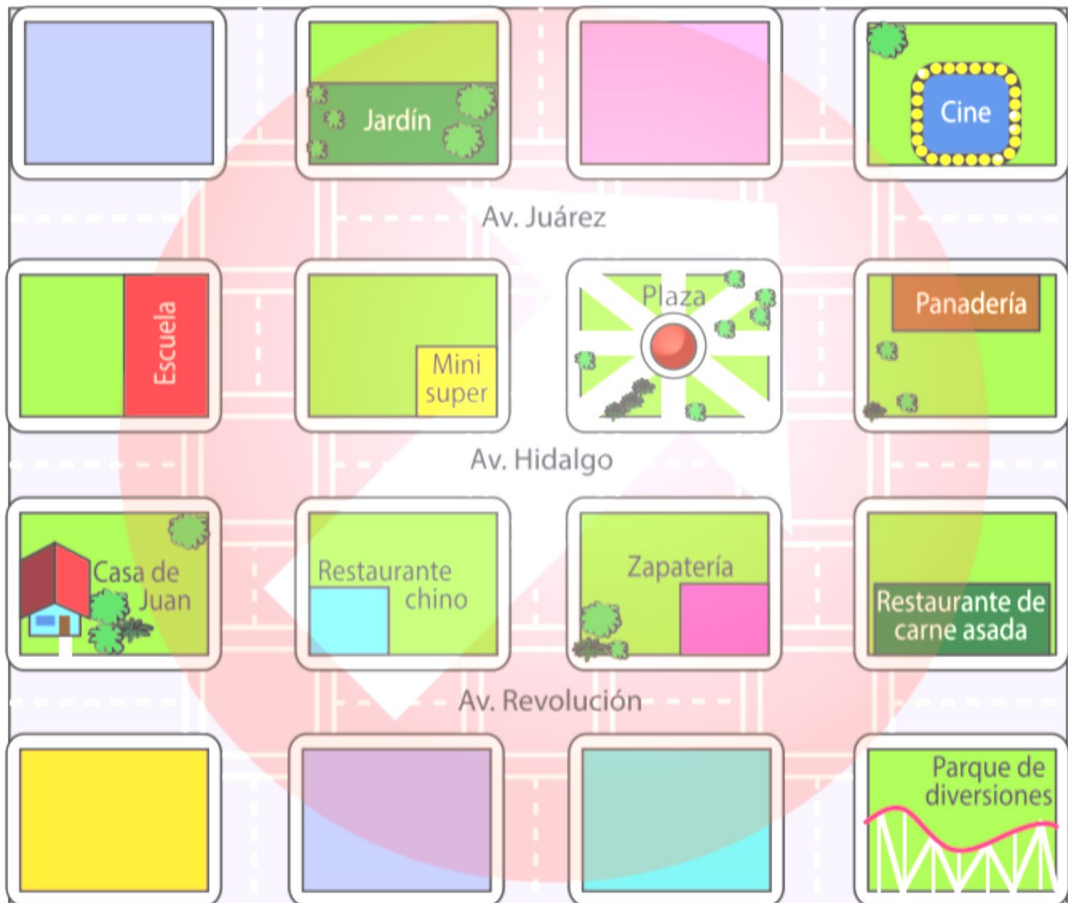 Jardín
Cine
Av. Juárez
Escuela
Mini
super
Plaza
Panadería
Av. Hidalgo
Casa de
Juan
Restaurante
chino
Zapatería
Restaurante de
carne asada
Av. Revolución
Parque de
diversiones